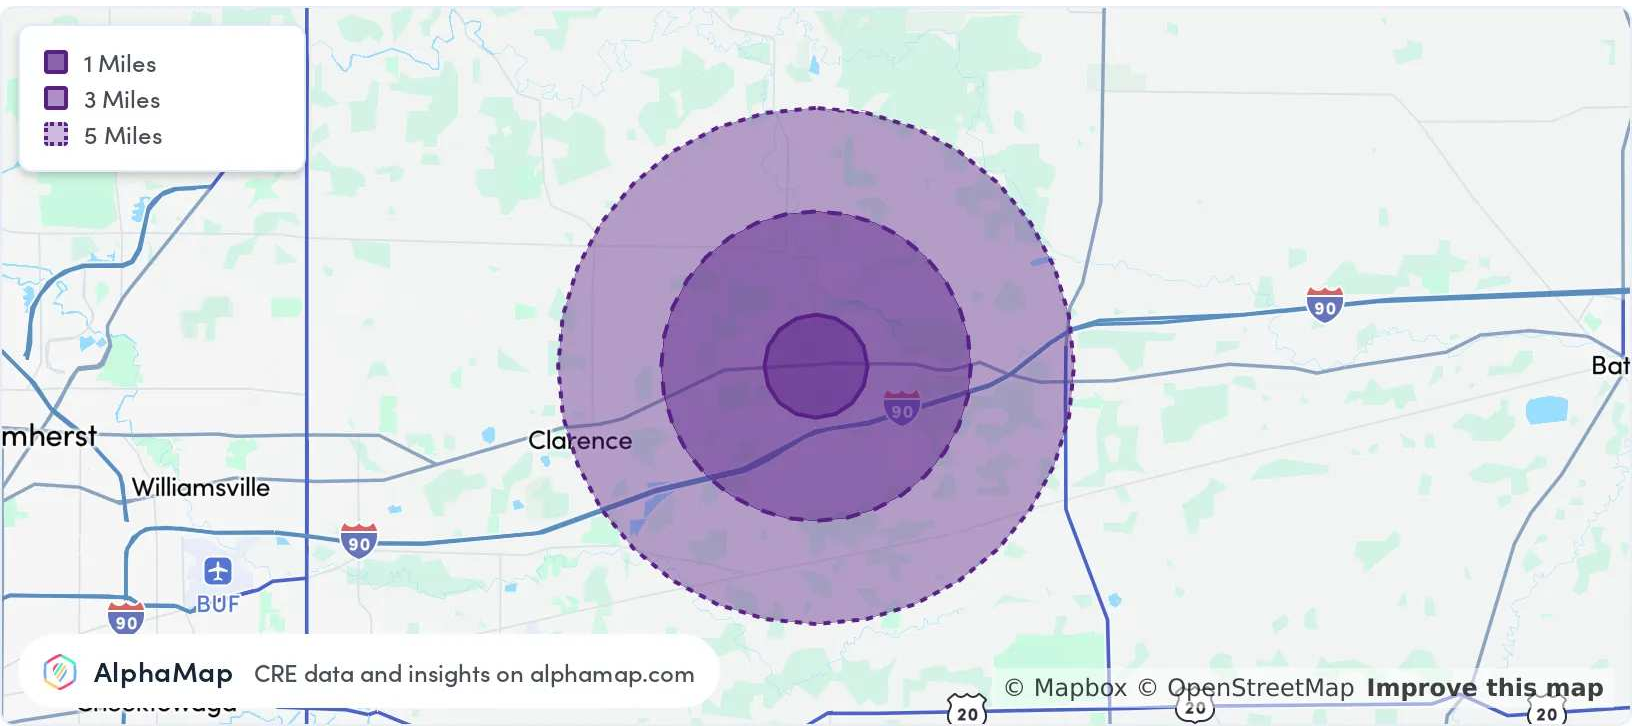 1 Miles
3 Miles
5 Miles
90
90
Bat
mherst
Clarence
Williamsville
90
BUF
90
AlphaMap CRE data and insights on alphamap.com
© Mapbox © OpenStreetMap Improve this map
20
20
20